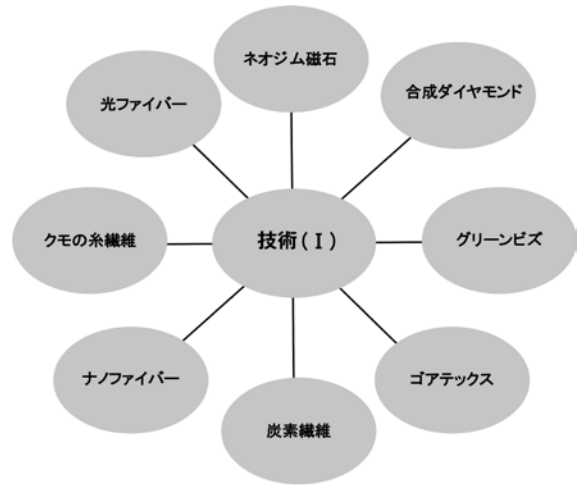 ネオジム磁石
光ファイバー
合成ダイヤモンド
クモの糸繊維
技術(Ⅰ)
グリーンビズ
ナノファイバー
ゴアテックス
炭素繊維